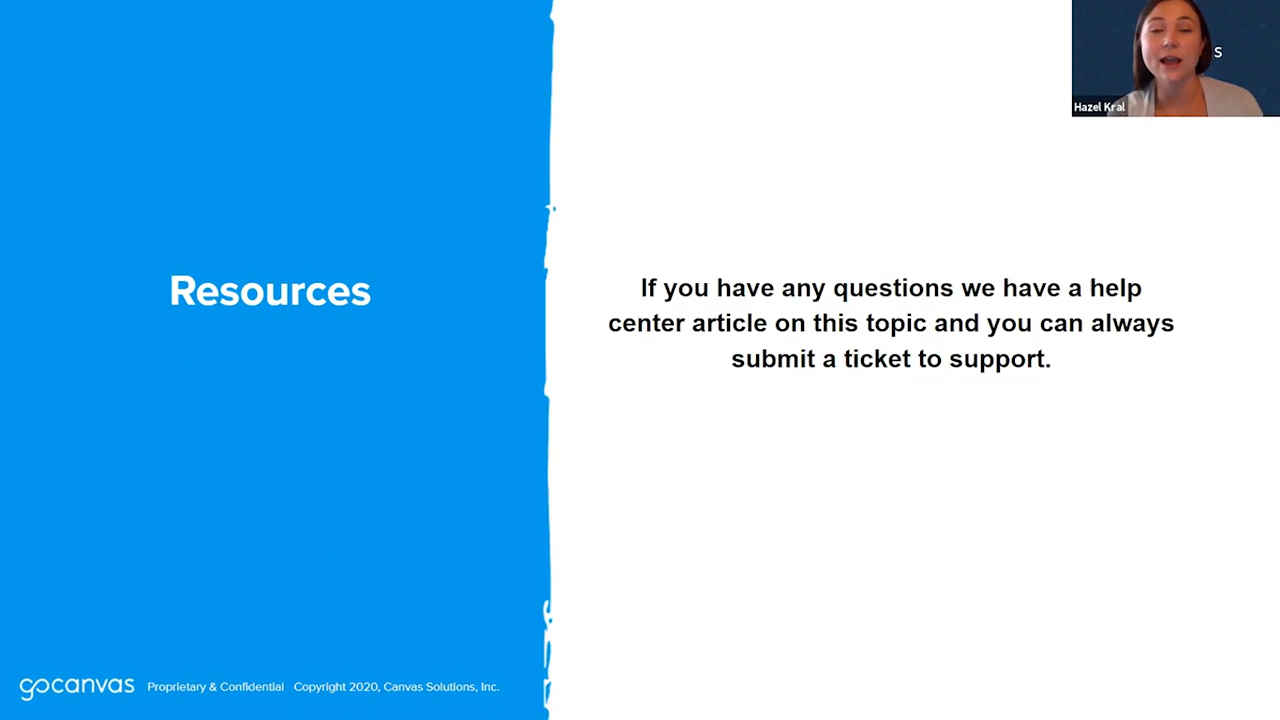 s
Hazel Kral
Resources
If you have any questions we have a help
center article on this topic and you can always
submit a ticket to support.
gocanvas
Proprietary & Confidential Copyright 2020, Canvas Solutions, Inc.